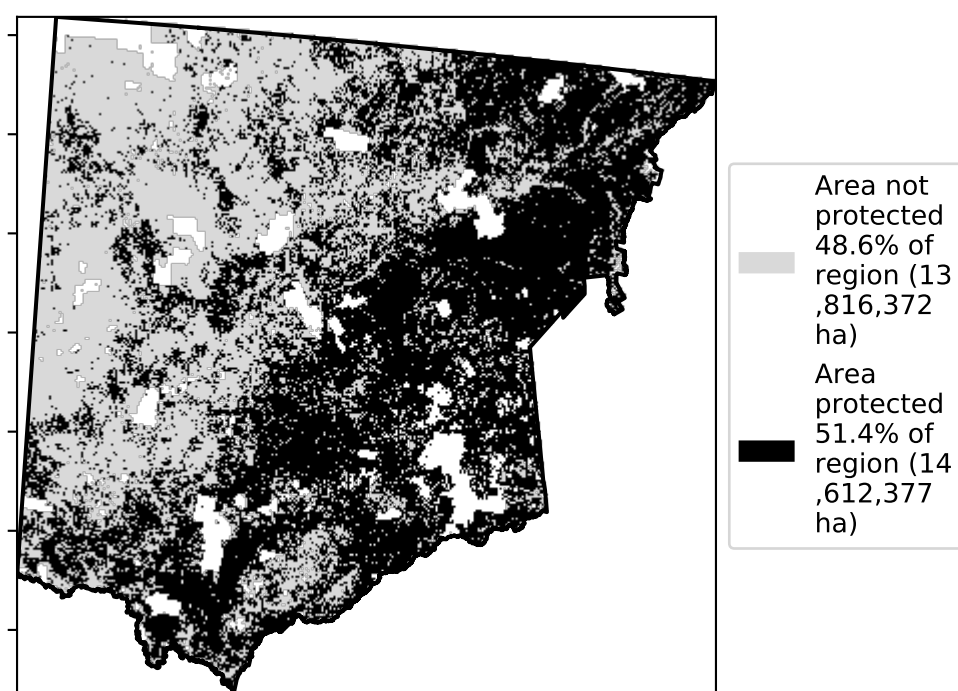 Area not
protected
48.6% of
region (13
,816,372
ha)
Area
protected
51.4% of
region (14
,612,377
ha)